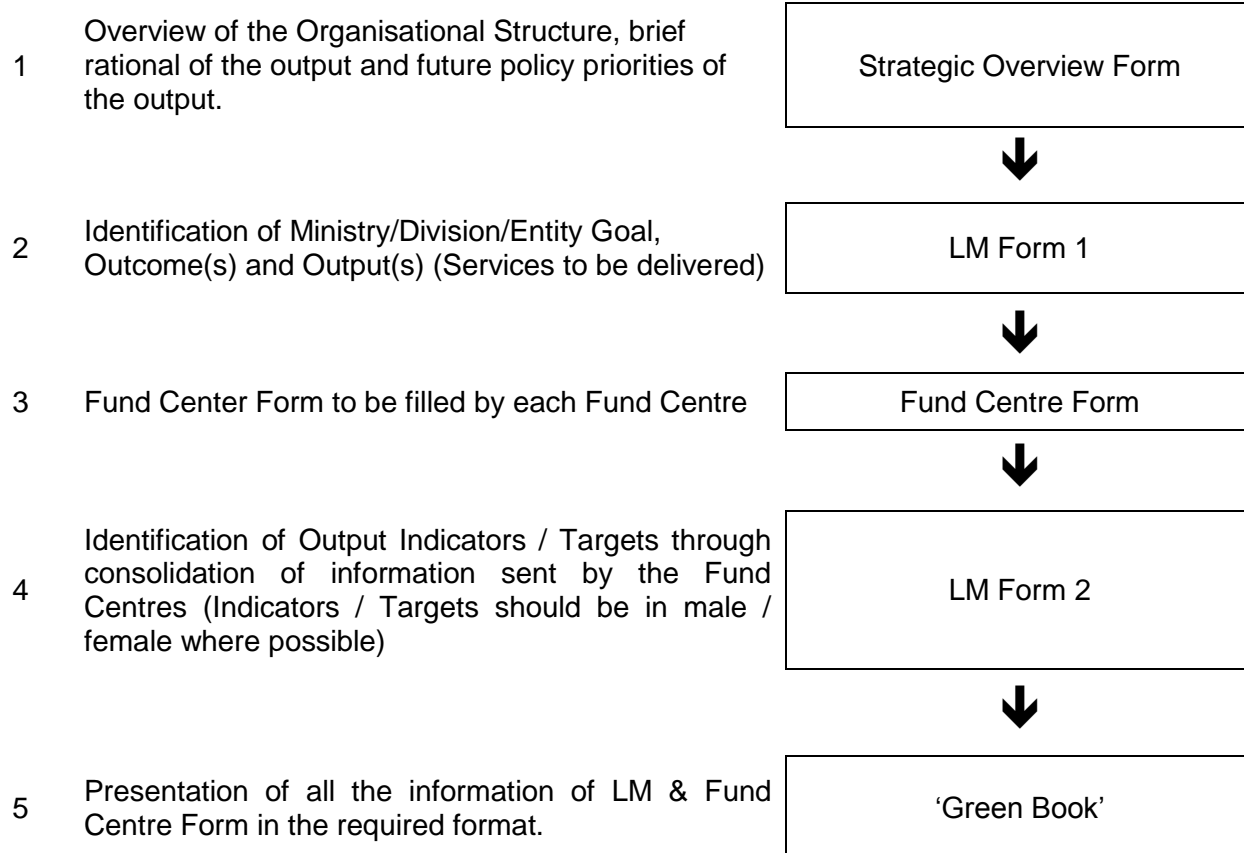 Overview of the Organisational Structure, brief
1 rational of the output and future policy priorities of
the output.
Strategic Overview Form
2 Identification of Ministry/Division/Entity Goal,
Outcome(s) and Output(s) (Services to be delivered)
LM Form 1
3 Fund Center Form to be filled by each Fund Centre
Fund Centre Form
Identification of Output Indicators / Targets through
consolidation of information sent by the Fund
4 Centres (Indicators / Targets should be in male /
female where possible)
LM Form 2
5 Presentation of all the information of LM & Fund
Centre Form in the required format.
‘Green Book’